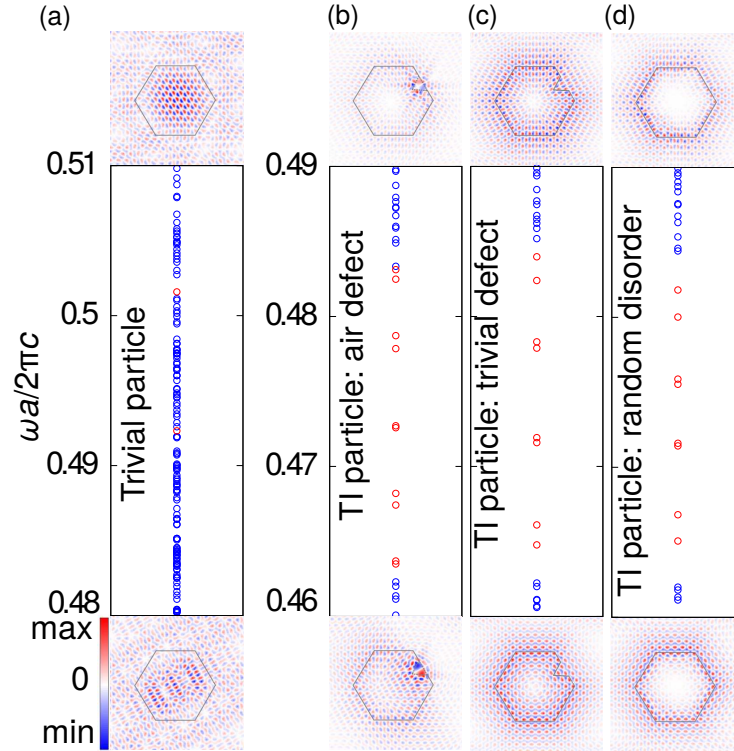 (a)
(b)
(c)
(d)
0.51
0.5
0.49
0.48
ωa/2πc
Trivial particle
0.49
0.48
0.47
0.46
TI particle: air defect
TI particle: trivial defect
TI particle: random disorder
max
0
min